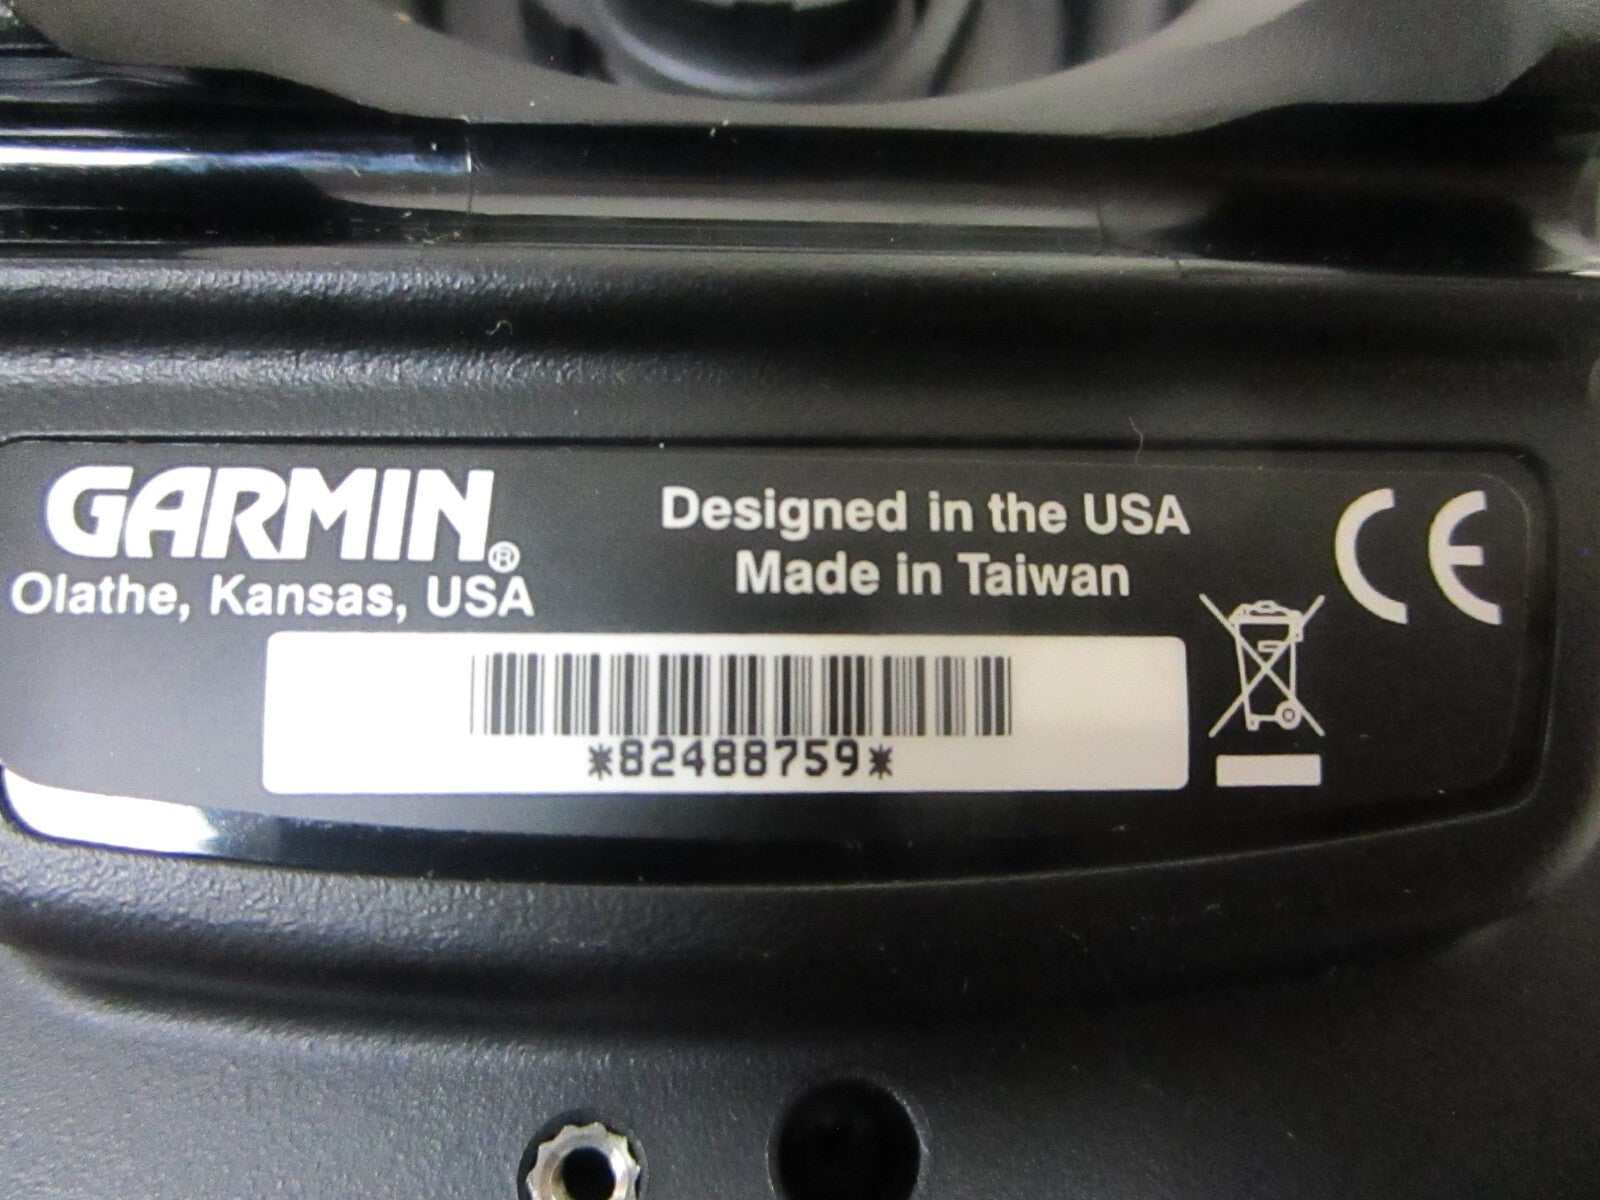 GARMIN®
Olathe, Kansas, USA
Designed in the USA
Made in Taiwan
CE
*82488759*